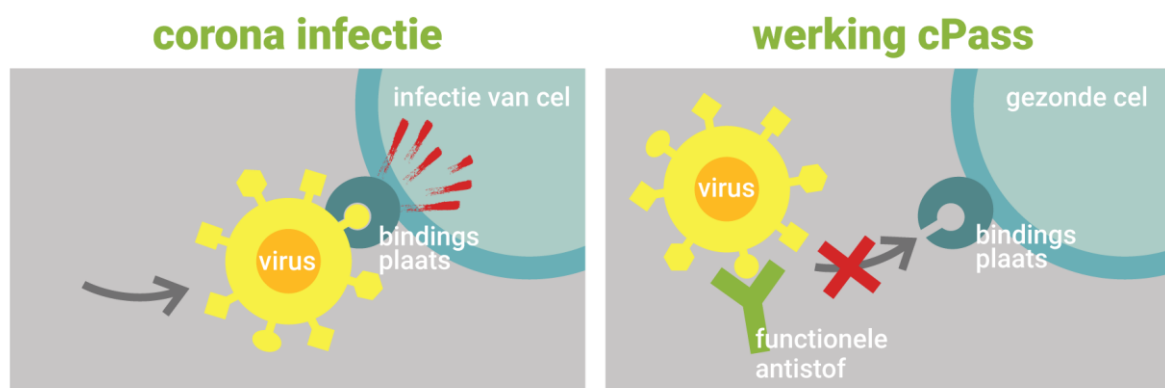 corona infectie
infectie van cel
virus
bindings
plaats
werking cPass
gezonde cel
virus
bindings
plaats
functionele
antistof